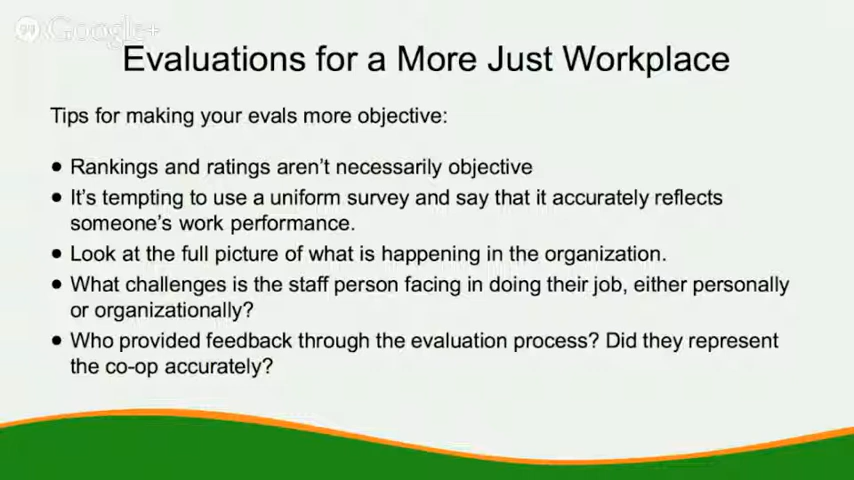 Google+
Evaluations for a More Just Workplace
Tips for making your evals more objective:
● Rankings and ratings aren't necessarily objective
● It's tempting to use a uniform survey and say that it accurately reflects
someone's work performance.
● Look at the full picture of what is happening in the organization.
● What challenges is the staff person facing in doing their job, either personally
or organizationally?
● Who provided feedback through the evaluation process? Did they represent
the co-op accurately?